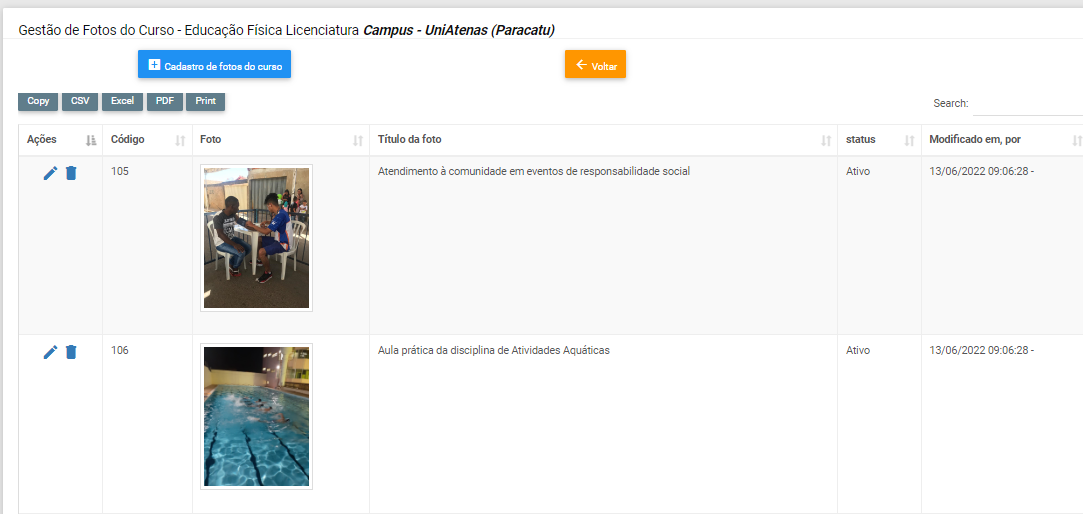 Gestão de Fotos do Curso - Educação Física Licenciatura Campus - UniAtenas (Paracatu)
Cadastro de fotos do curso
Voltar
Copy CSV Excel PDF Print
Search:
Ações Código Foto Título da foto status Modificado em, por
105 Atendimento à comunidade em eventos de responsabilidade social Ativo 13/06/2022 09:06:28 -
106 Aula prática da disciplina de Atividades Aquáticas Ativo 13/06/2022 09:06:28 -